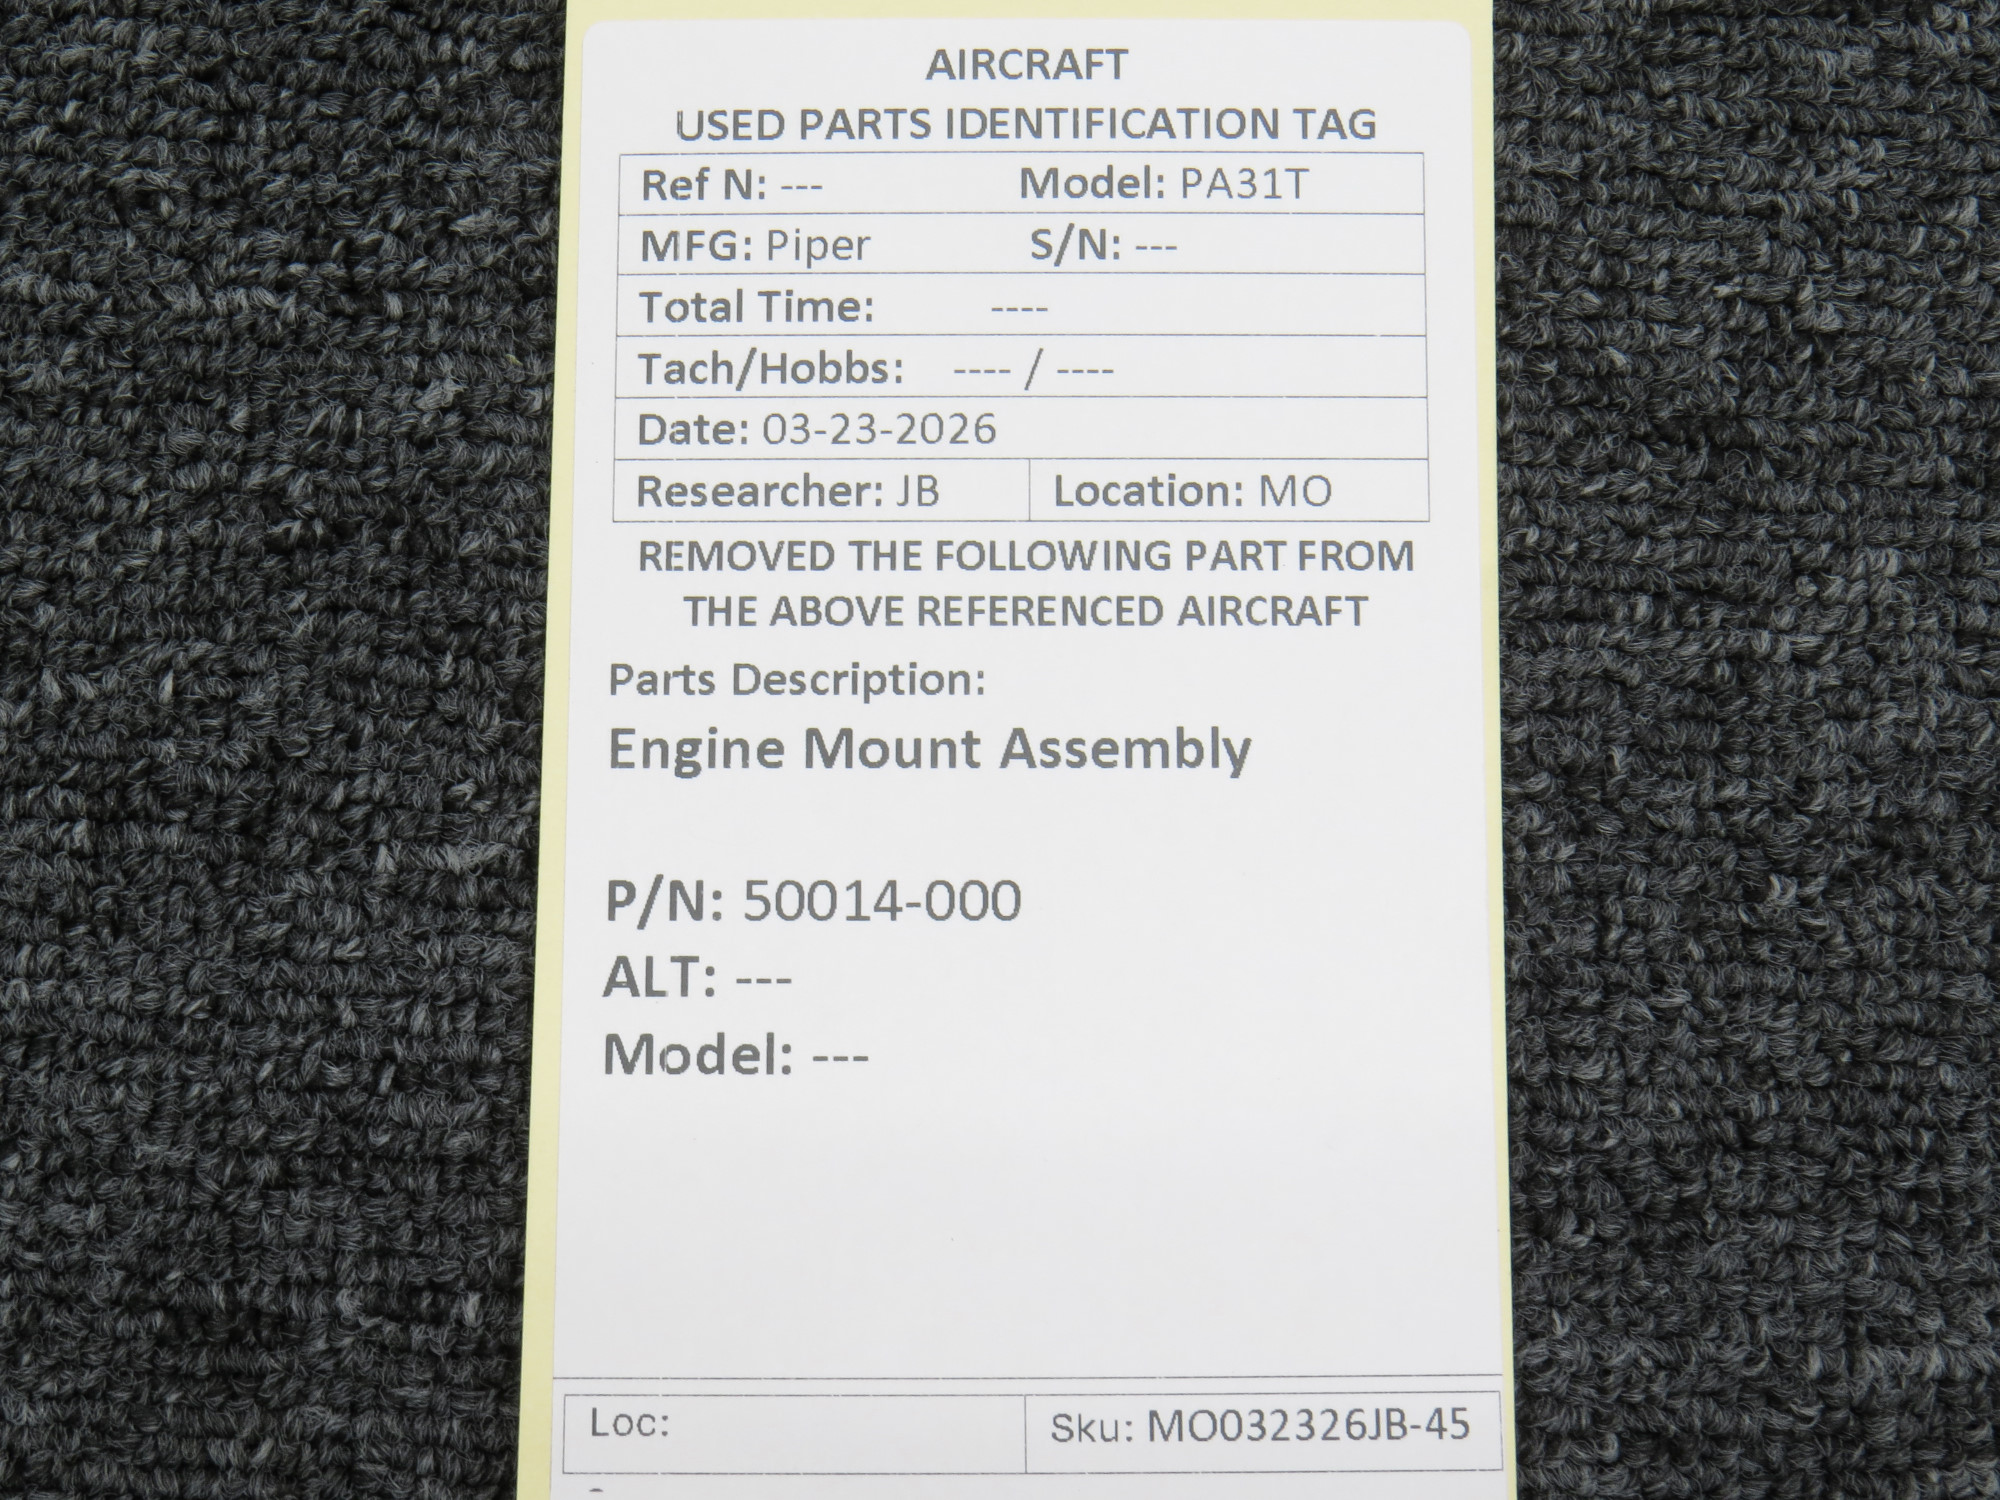 AIRCRAFT
USED PARTS IDENTIFICATION TAG
Ref N: --- Model: PA31T
MFG: Piper S/N: ---
Total Time: ----
Tach/Hobbs: ---- / ----
Date: 03-23-2026
Researcher: JB Location: MO
REMOVED THE FOLLOWING PART FROM
THE ABOVE REFERENCED AIRCRAFT
Parts Description:
Engine Mount Assembly
P/N: 50014-000
ALT: ---
Model: ---
Loc: Sku: MO032326JB-45